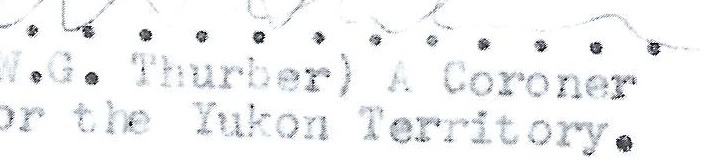 . . . . . . . . . . . .
W.G. Thurber) A Coroner
or the Yukon Territory.